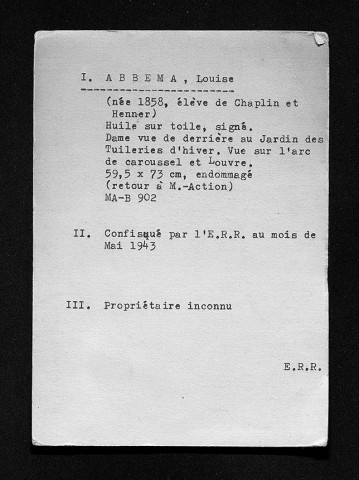 I. ABBEMA, Louise
(née 1858, élève de Chaplin et
Henner)
Huile sur toile, signé.
Dame vue de derrière au Jardin des
Tuileries d'hiver. Vue sur l'arc
de caroussel et Louvre.
59,5 x 73 cm, endommagé
(retour à M.-Action)
MA-B 902
II. Confisqué par l'E.R.R. au mois de
Mai 1943
III. Propriétaire inconnu
E.R.R.